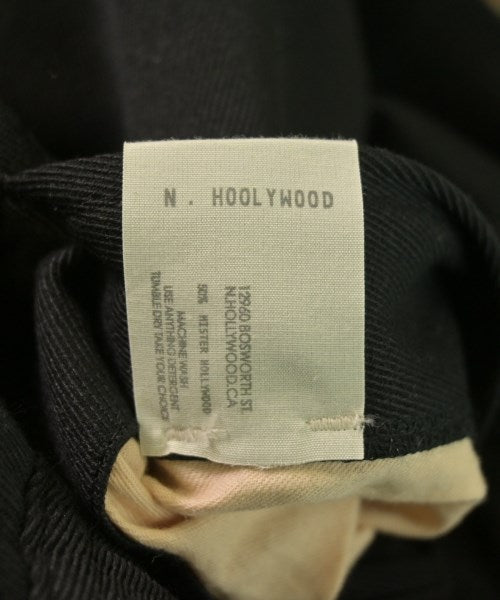 N. HOOLYWOOD
12960 BOSWORTH ST.
N.HOLLYWOOD.CA
50% MISTER HOLLYWOOD
MACHINE WASH
USE ANYTHING DETERGENT
TUMBLE DRY TAKE YOUR CHOICE